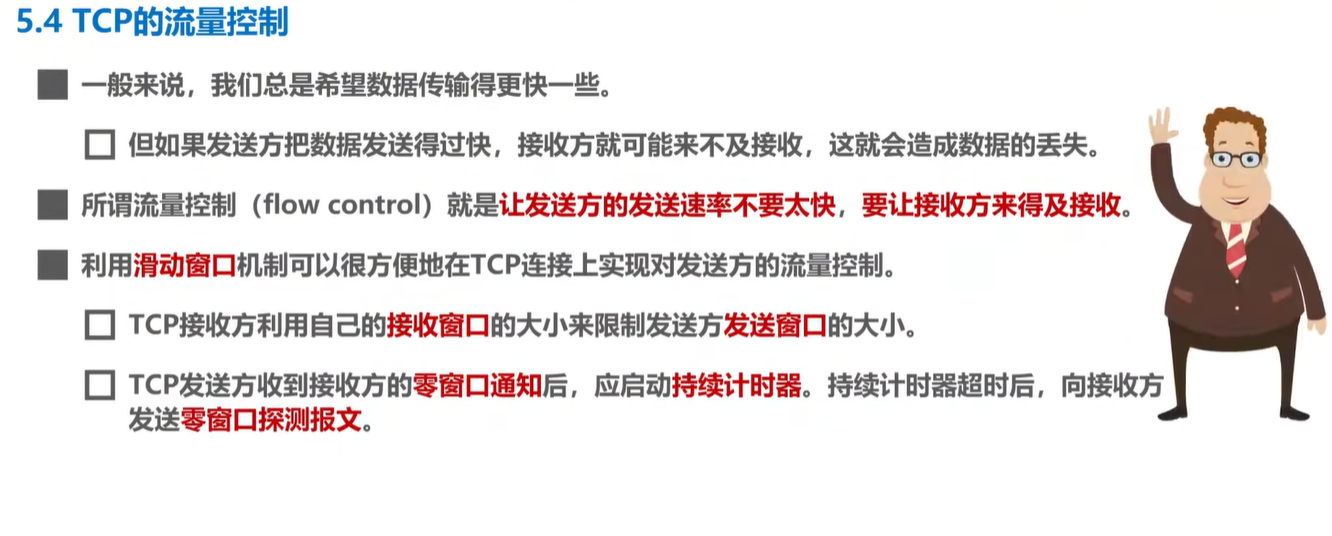 5.4 TCP的流量控制
一般来说，我们总是希望数据传输得更快一些。
但如果发送方把数据发送得过快，接收方就可能来不及接收，这就会造成数据的丢失。
所谓流量控制（flow control）就是让发送方的发送速率不要太快，要让接收方来得及接收。
利用滑动窗口机制可以很方便地在TCP连接上实现对发送方的流量控制。
TCP接收方利用自己的接收窗口的大小来限制发送方发送窗口的大小。
TCP发送方收到接收方的零窗口通知后，应启动持续计时器。持续计时器超时后，向接收方
发送零窗口探测报文。